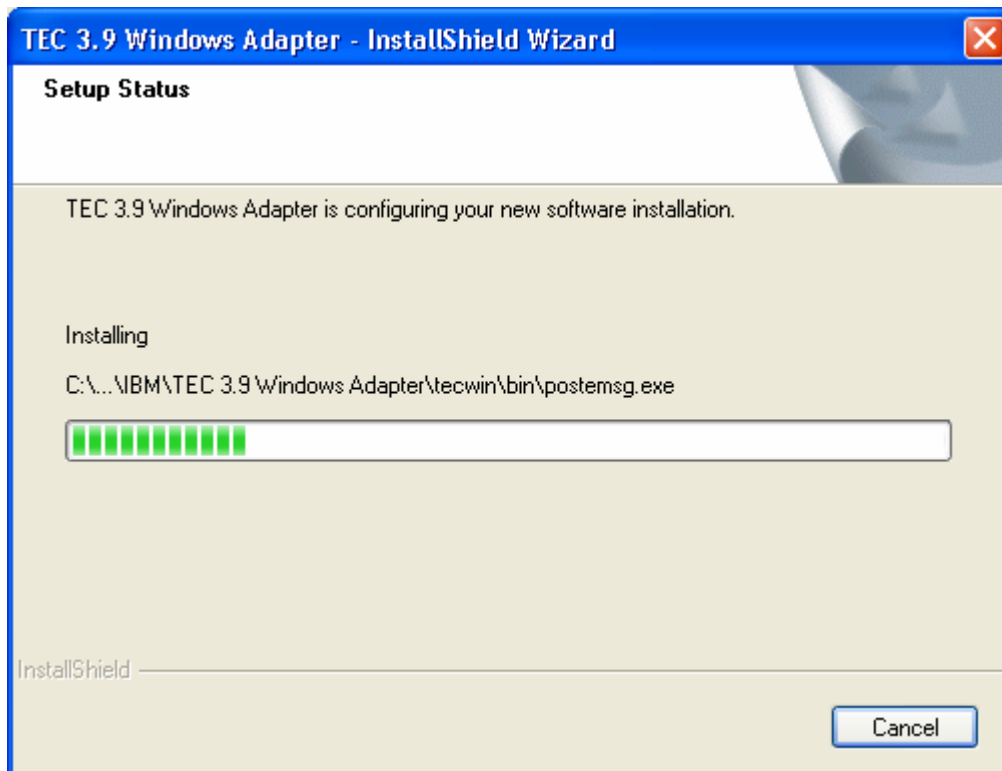 TEC 3.9 Windows Adapter - InstallShield Wizard
Setup Status
TEC 3.9 Windows Adapter is configuring your new software installation.
Installing
C:\...\IBM\TEC 3.9 Windows Adapter\tecwin\bin\postemsg.exe
InstallShield
Cancel